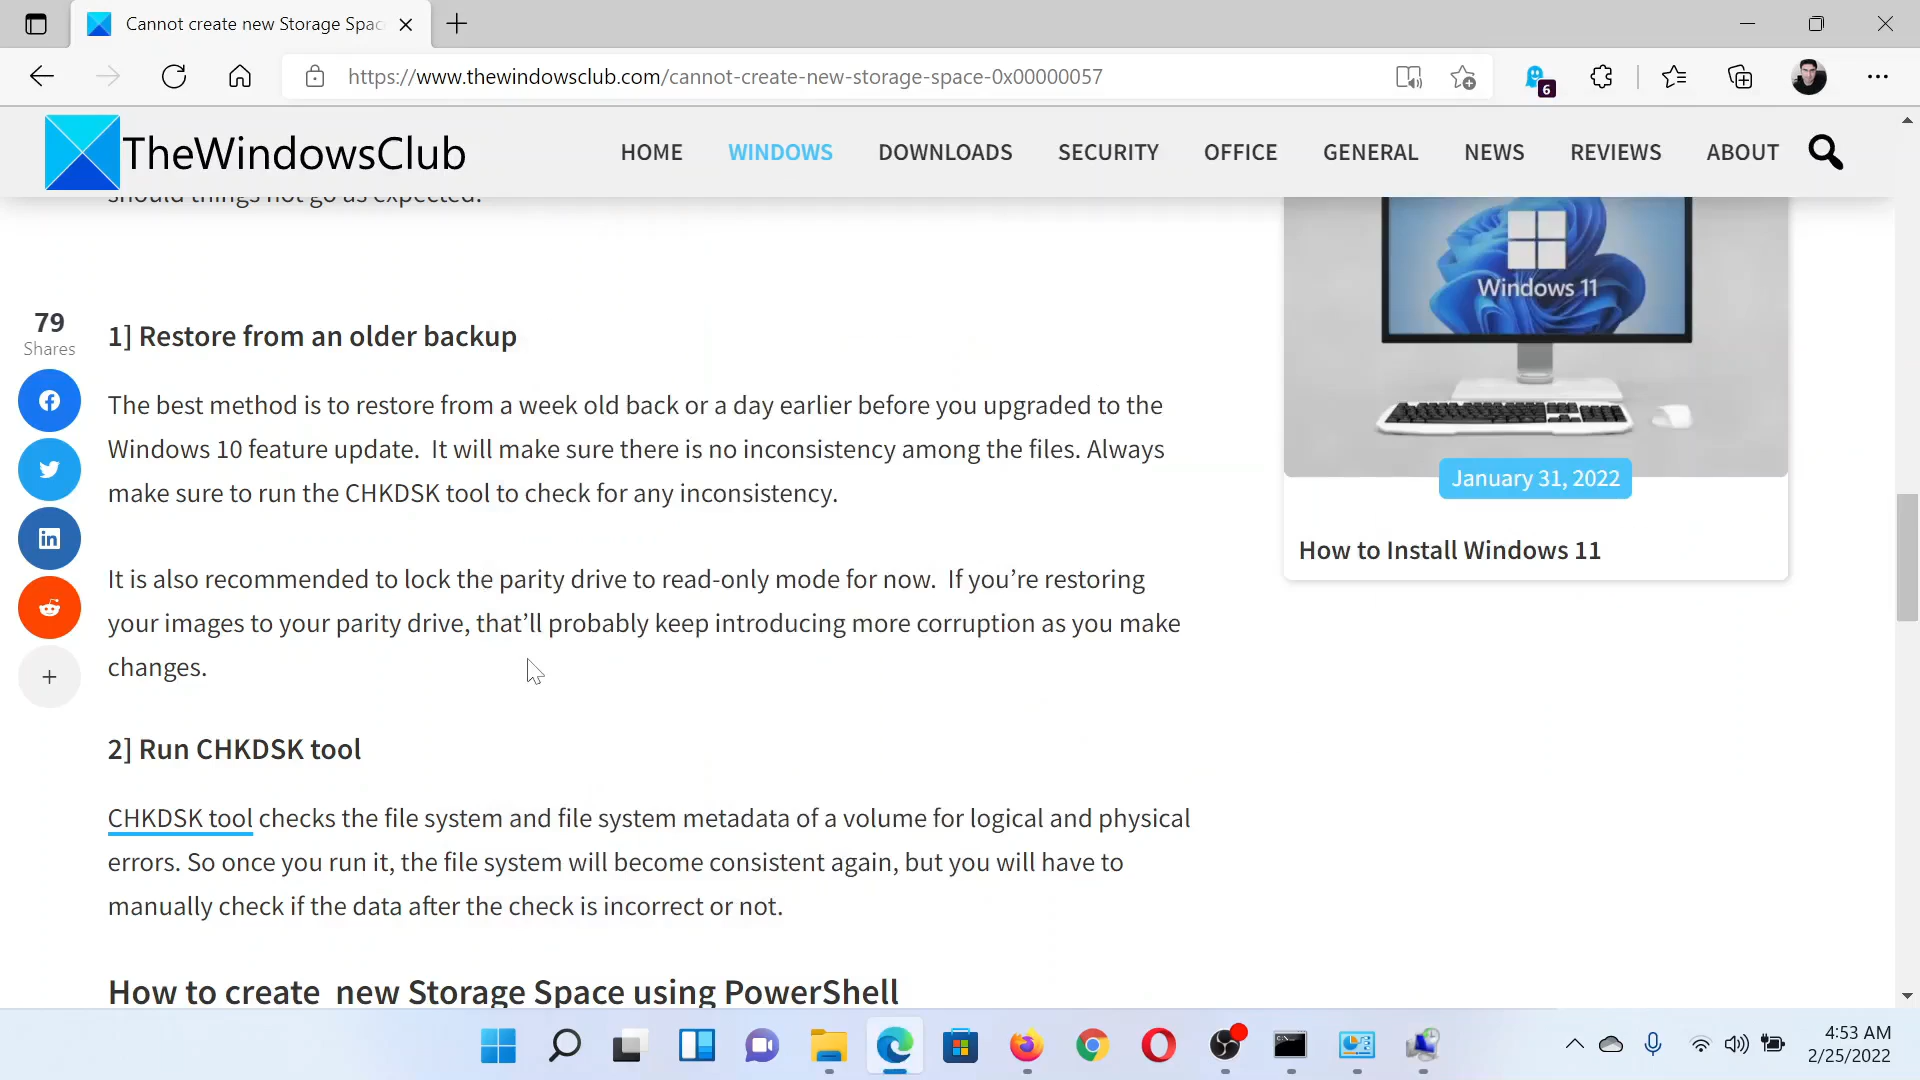 Cannot create new Storage Spac
https://www.thewindowsclub.com/cannot-create-new-storage-space-0x00000057
6
TheWindowsClub
HOME
WINDOWS
DOWNLOADS
SECURITY
OFFICE
GENERAL
NEWS
REVIEWS
ABOUT
should things not go as expected.
79
Shares
1] Restore from an older backup
The best method is to restore from a week old back or a day earlier before you upgraded to the
Windows 10 feature update.  It will make sure there is no inconsistency among the files. Always
make sure to run the CHKDSK tool to check for any inconsistency.
It is also recommended to lock the parity drive to read-only mode for now.  If you’re restoring
your images to your parity drive, that’ll probably keep introducing more corruption as you make
changes.
2] Run CHKDSK tool
CHKDSK tool checks the file system and file system metadata of a volume for logical and physical
errors. So once you run it, the file system will become consistent again, but you will have to
manually check if the data after the check is incorrect or not.
How to create  new Storage Space using PowerShell
Windows 11
January 31, 2022
How to Install Windows 11
4:53 AM
2/25/2022